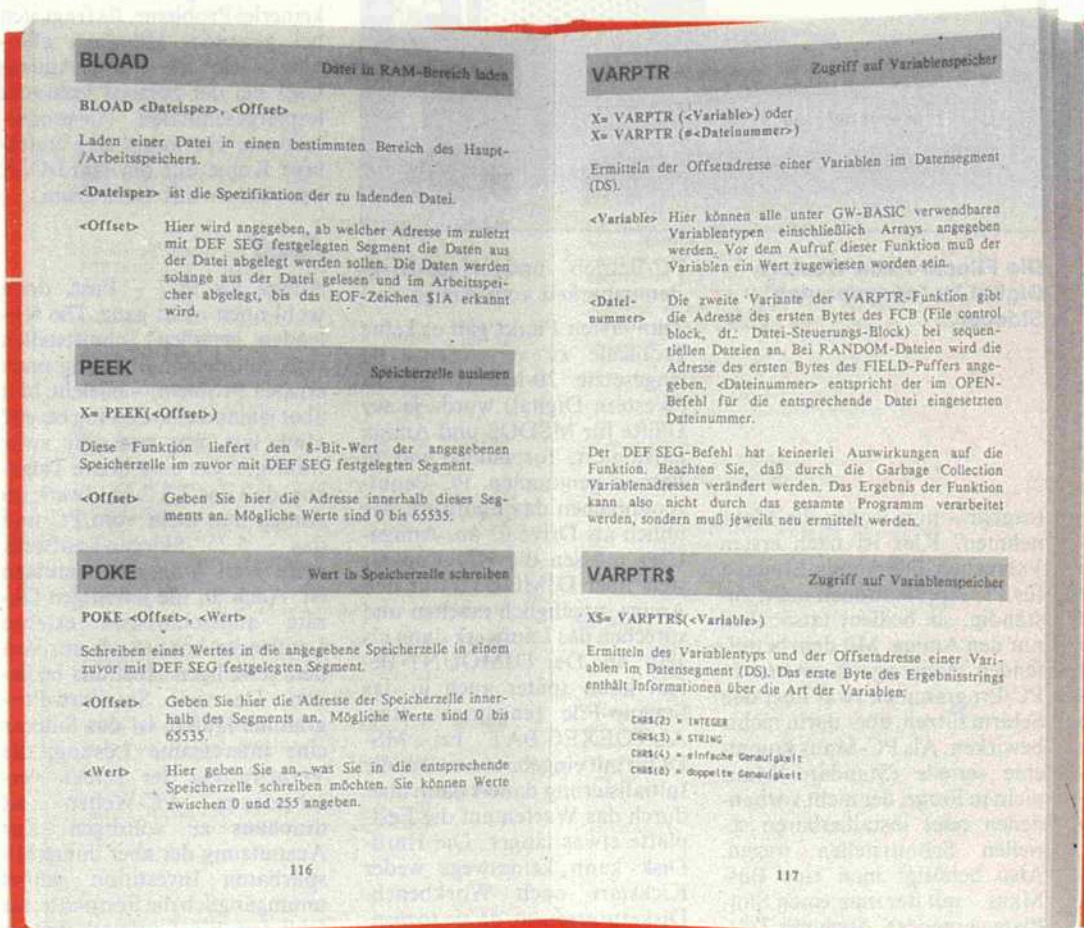 BLOAD
Datei in RAM-Bereich laden
BLOAD <Dateispez>, <Offset>
Laden einer Datei in einen bestimmten Bereich des Haupt-
/Arbeitsspeichers.
<Dateispez> ist die Spezifikation der zu ladenden Datei.
<Offset> Hier wird angegeben, ab welcher Adresse im zuletzt
mit DEF SEG festgelegten Segment die Daten aus
der Datei abgelegt werden sollen. Die Daten werden
solange aus der Datei gelesen und im Arbeitsspei-
cher abgelegt, bis das EOF-Zeichen $1A erkannt
wird.
PEEK
Speicherzelle auslesen
X= PEEK(<Offset>)
Diese Funktion liefert den 8-Bit-Wert der angegebenen
Speicherzelle im zuvor mit DEF SEG festgelegten Segment.
<Offset> Geben Sie hier die Adresse innerhalb dieses Seg-
ments an. Mögliche Werte sind 0 bis 65535.
POKE
Wert in Speicherzelle schreiben
POKE <Offset>, <Wert>
Schreiben eines Wertes in die angegebene Speicherzelle in einem
zuvor mit DEF SEG festgelegten Segment.
<Offset> Geben Sie hier die Adresse der Speicherzelle inner-
halb des Segments an. Mögliche Werte sind 0 bis
65535.
<Wert> Hier geben Sie an, was Sie in die entsprechende
Speicherzelle schreiben möchten. Sie können Werte
zwischen 0 und 255 angeben.
116
VARPTR
Zugriff auf Variablenspeicher
X= VARPTR (<Variable>) oder
X= VARPTR (#<Dateinummer>)
Ermitteln der Offsetadresse einer Variablen im Datensegment
(DS).
<Variable> Hier können alle unter GW-BASIC verwendbaren
Variablentypen einschließlich Arrays angegeben
werden. Vor dem Aufruf dieser Funktion muß der
Variablen ein Wert zugewiesen worden sein.
<Datei- Die zweite Variante der VARPTR-Funktion gibt
nummer> die Adresse des ersten Bytes des FCB (File control
block, dt.: Datei-Steuerungs-Block) bei sequen-
tiellen Dateien an. Bei RANDOM-Dateien wird die
Adresse des ersten Bytes des FIELD-Puffers ange-
geben. <Dateinummer> entspricht der im OPEN-
Befehl für die entsprechende Datei eingesetzten
Dateinummer.
Der DEF SEG-Befehl hat keinerlei Auswirkungen auf die
Funktion. Beachten Sie, daß durch die Garbage Collection
Variablenadressen verändert werden. Das Ergebnis der Funktion
kann also nicht durch das gesamte Programm verarbeitet
werden, sondern muß jeweils neu ermittelt werden.
VARPTR$
Zugriff auf Variablenspeicher
X$= VARPTR$(<Variable>)
Ermitteln des Variablentyps und der Offsetadresse einer Vari-
ablen im Datensegment (DS). Das erste Byte des Ergebnisstrings
enthält Informationen über die Art der Variablen:
CHR$(2) = INTEGER
CHR$(3) = STRING
CHR$(4) = einfache Genauigkeit
CHR$(8) = doppelte Genauigkeit
117